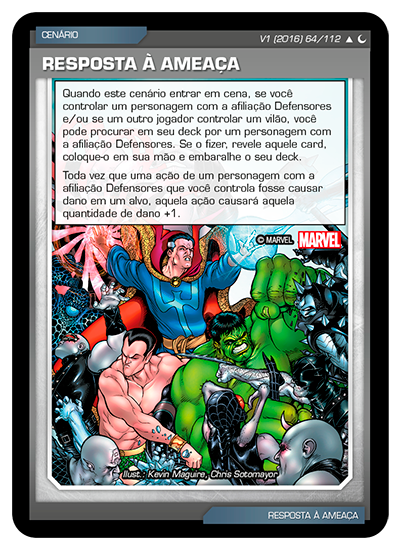 CENÁRIO
V1 (2016) 64/112
RESPOSTA À AMEAÇA
Quando este cenário entrar em cena, se você
controlar um personagem com a afiliação Defensores
e/ou se um outro jogador controlar um vilão, você
pode procurar em seu deck por um personagem com
a afiliação Defensores. Se o fizer, revele aquele card,
coloque-o em sua mão e embaralhe o seu deck.
Toda vez que uma ação de um personagem com a
afiliação Defensores que você controla fosse causar
dano em um alvo, aquela ação causará aquela
quantidade de dano +1.
© MARVEL MARVEL
Ilust.: Kevin Maguire, Chris Sotomayor
RESPOSTA À AMEAÇA